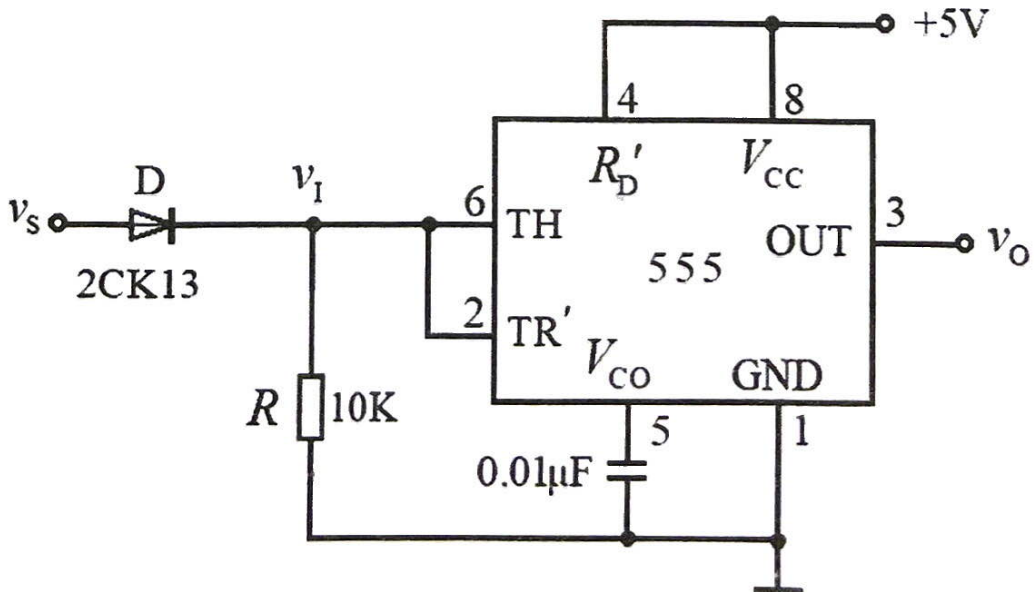 +5V
4
8
R_D′
V_CC
D
v_I
v_S
6
TH
3
OUT
v_O
555
2CK13
2
TR′
V_CO
GND
R
10K
5
1
0.01μF